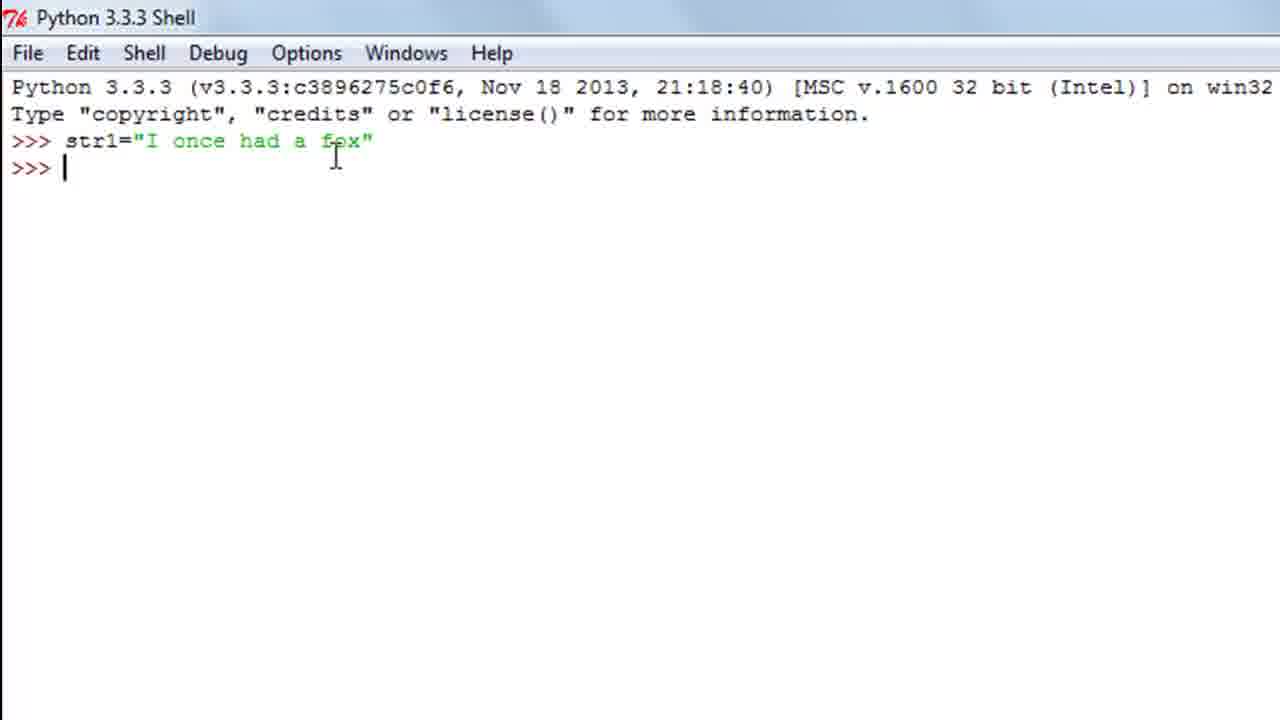 Python 3.3.3 Shell
File Edit Shell Debug Options Windows Help
Python 3.3.3 (v3.3.3:c3896275c0f6, Nov 18 2013, 21:18:40) [MSC v.1600 32 bit (Intel)] on win32
Type "copyright", "credits" or "license()" for more information.
>>> str1="I once had a fox"
>>>